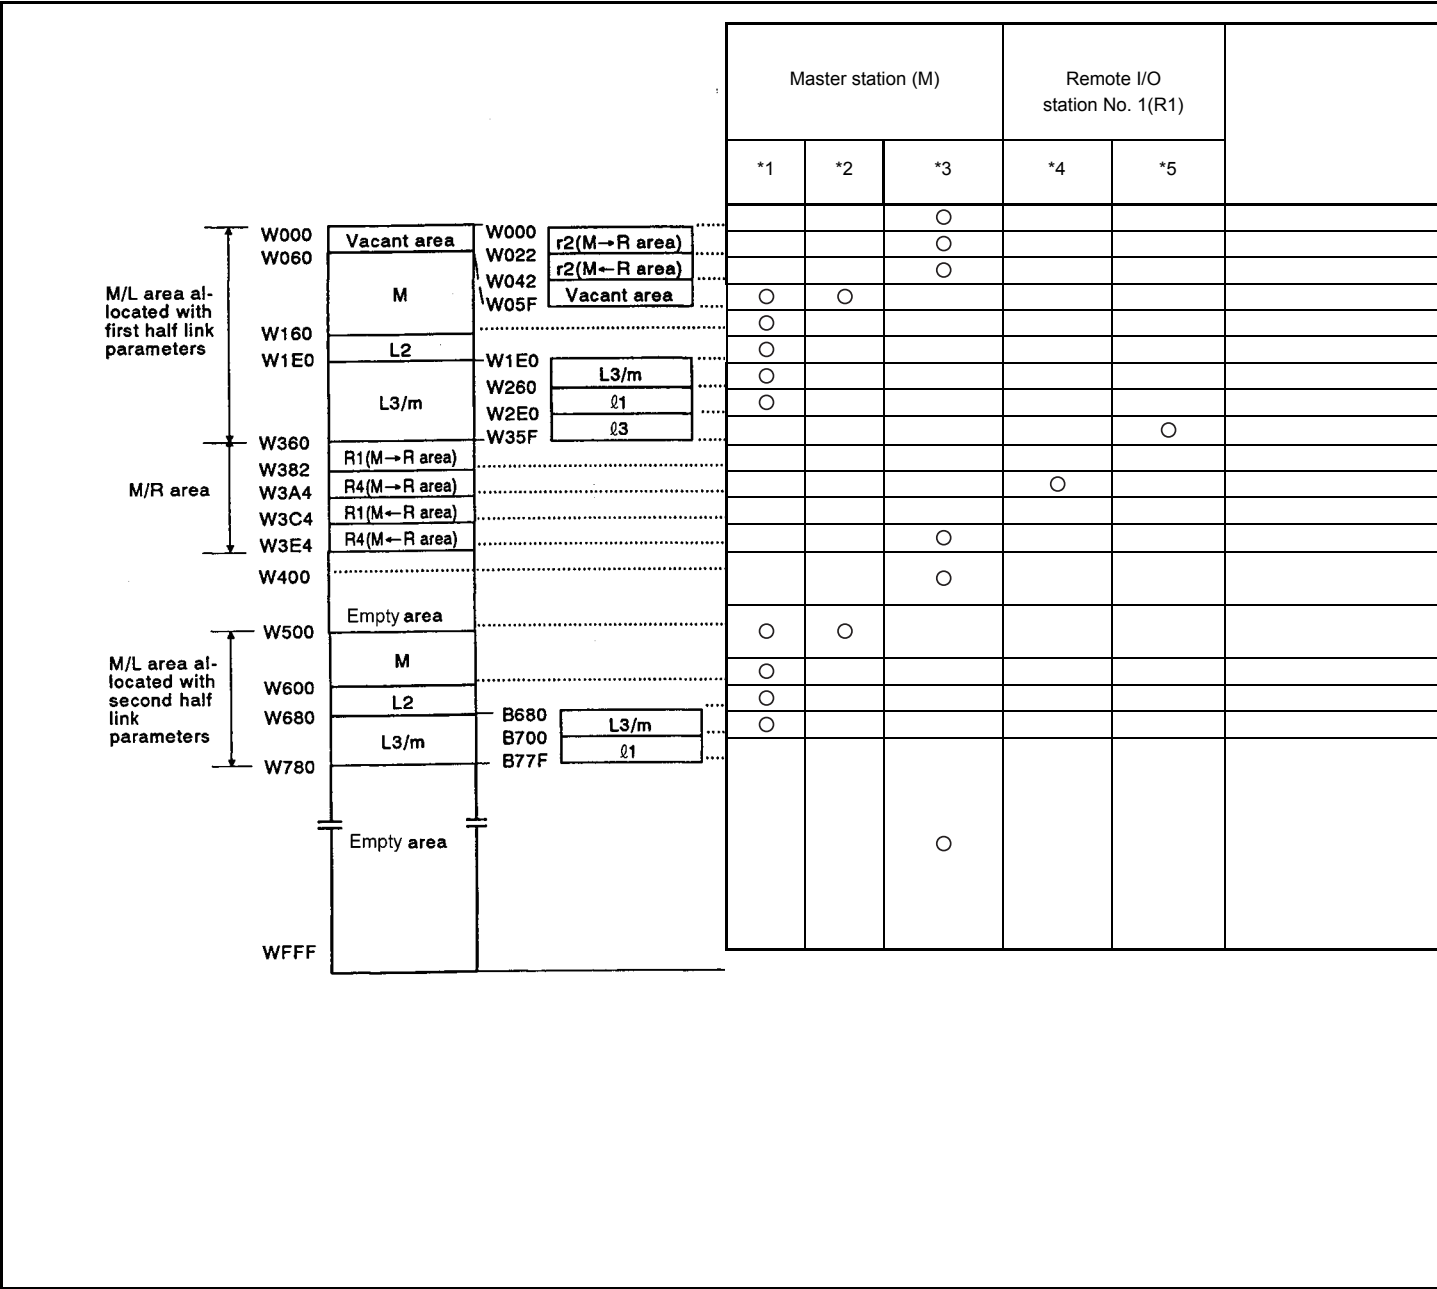 Master station (M)
Remote I/O
station No. 1(R1)
*1
*2
*3
*4
*5
M/L area al-
located with
first half link
parameters
M/R area
M/L area al-
located with
second half
link
parameters
W000
W060
W160
W1E0
W360
W382
W3A4
W3C4
W3E4
W400
W500
W600
W680
W780
WFFF
Vacant area
M
L2
L3/m
R1(M→R area)
R4(M→R area)
R1(M←R area)
R4(M←R area)
Empty area
M
L2
L3/m
Empty area
W000
W022
W042
W05F
r2(M→R area)
r2(M←R area)
Vacant area
W1E0
W260
W2E0
W35F
L3/m
ℓ1
ℓ3
B680
B700
B77F
L3/m
ℓ1